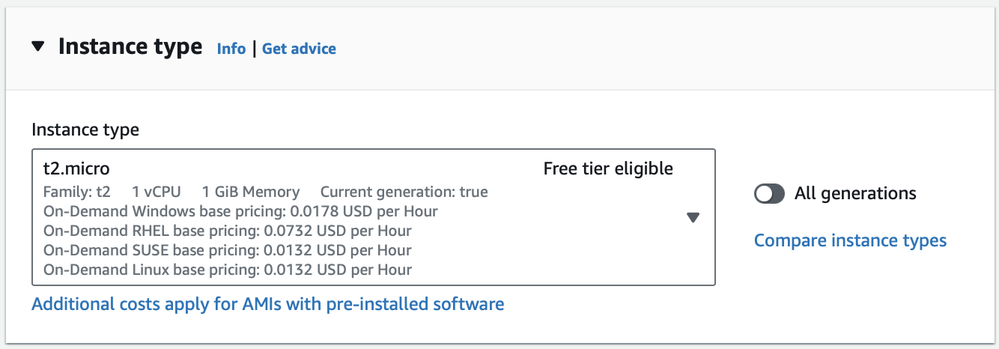 Instance type Info | Get advice
Instance type
t2.micro Free tier eligible
Family: t2 1 vCPU 1 GiB Memory Current generation: true
On-Demand Windows base pricing: 0.0178 USD per Hour
On-Demand RHEL base pricing: 0.0732 USD per Hour
On-Demand SUSE base pricing: 0.0132 USD per Hour
On-Demand Linux base pricing: 0.0132 USD per Hour
All generations
Compare instance types
Additional costs apply for AMIs with pre-installed software